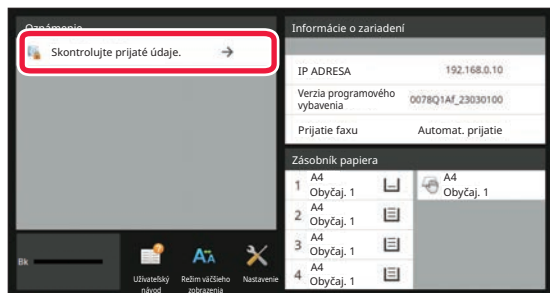 Oznámenie
Skontrolujte prijaté údaje.
Informácie o zariadení
IP ADRESA 192.168.0.10
Verzia programového
vybavenia 0078Q1Af_23030100
Prijatie faxu Automat. prijatie
Zásobník papiera
1 A4
Obyčaj. 1
A4
Obyčaj. 1
2 A4
Obyčaj. 1
3 A4
Obyčaj. 1
4 A4
Obyčaj. 1
Bk
Užívateľský
návod
Režim väčšieho
zobrazenia
Nastavenie